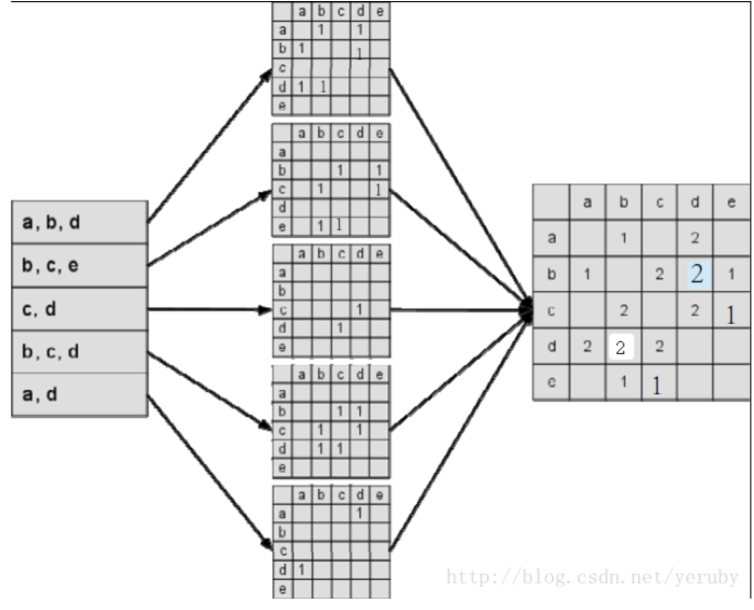 a, b, d
b, c, e
c, d
b, c, d
a, d
a b c d e
a 1 1
b 1 1
c
d 1 1
e
a b c d e
a
b 1 1
c 1 1
d
e 1 1
a b c d e
a
b
c 1
d 1
e
a b c d e
a
b 1 1
c 1 1
d 1 1
e
a b c d e
a 1
b
c
d 1
e
a b c d e
a 1 2
b 1 2 2 1
c 2 2 1
d 2 2 2
e 1 1
http://blog.csdn.net/yeruby